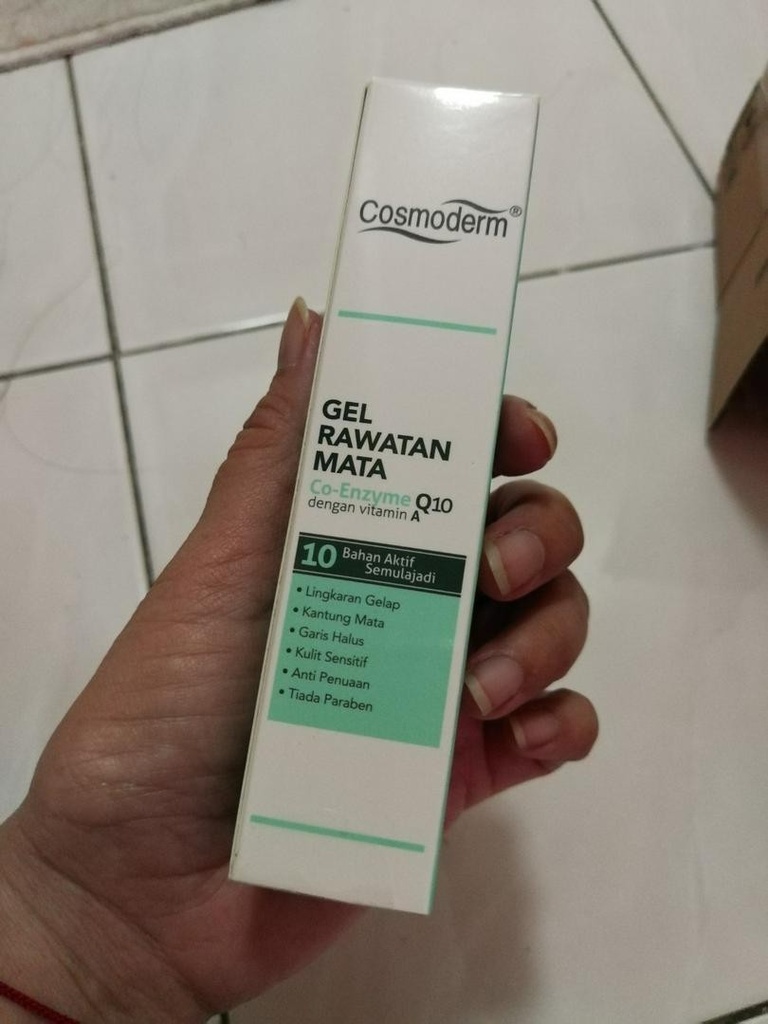 Cosmoderm®
GEL
RAWATAN
MATA
Co-Enzyme Q10
dengan vitamin A
10 Bahan Aktif
Semulajadi
• Lingkaran Gelap
• Kantung Mata
• Garis Halus
• Kulit Sensitif
• Anti Penuaan
• Tiada Paraben